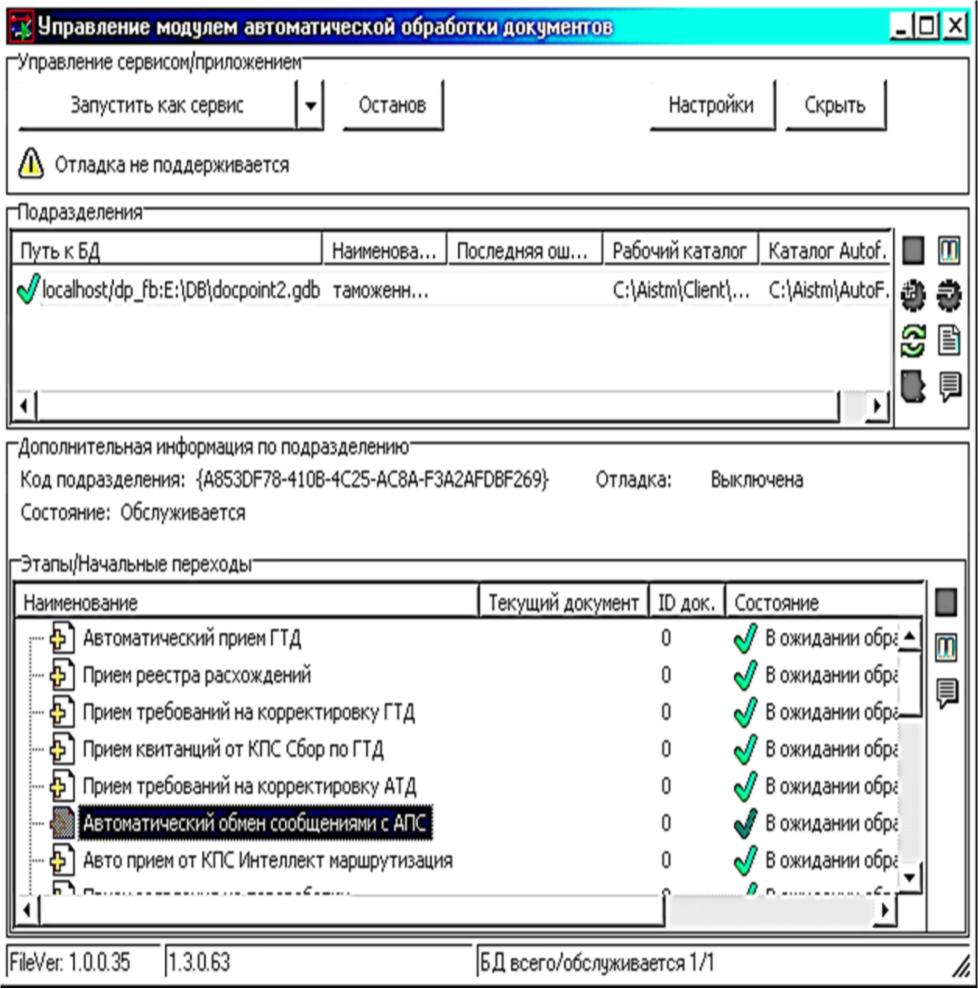 Управление модулем автоматической обработки документов
Управление сервисом/приложением
Запустить как сервис Останов Настройки Скрыть
Отладка не поддерживается
Подразделения
Путь к БД Наименова... Последняя ош... Рабочий каталог Каталог Autof.
localhost/dp_fb:E:\DB\docpoint2.gdb таможенн... C:\Aistm\Client\... C:\Aistm\AutoF.
Дополнительная информация по подразделению
Код подразделения: {A853DF78-410B-4C25-AC8A-F3A2AFDBF269} Отладка: Выключена
Состояние: Обслуживается
Этапы/Начальные переходы
Наименование Текущий документ ID док. Состояние
Автоматический прием ГТД 0 В ожидании обра
Прием реестра расхождений 0 В ожидании обра
Прием требований на корректировку ГТД 0 В ожидании обра
Прием квитанций от КПС Сбор по ГТД 0 В ожидании обра
Прием требований на корректировку АТД 0 В ожидании обра
Автоматический обмен сообщениями с АПС 0 В ожидании обра
Авто прием от КПС Интеллект маршрутизация 0 В ожидании обра
FileVer: 1.0.0.35 1.3.0.63 БД всего/обслуживается 1/1